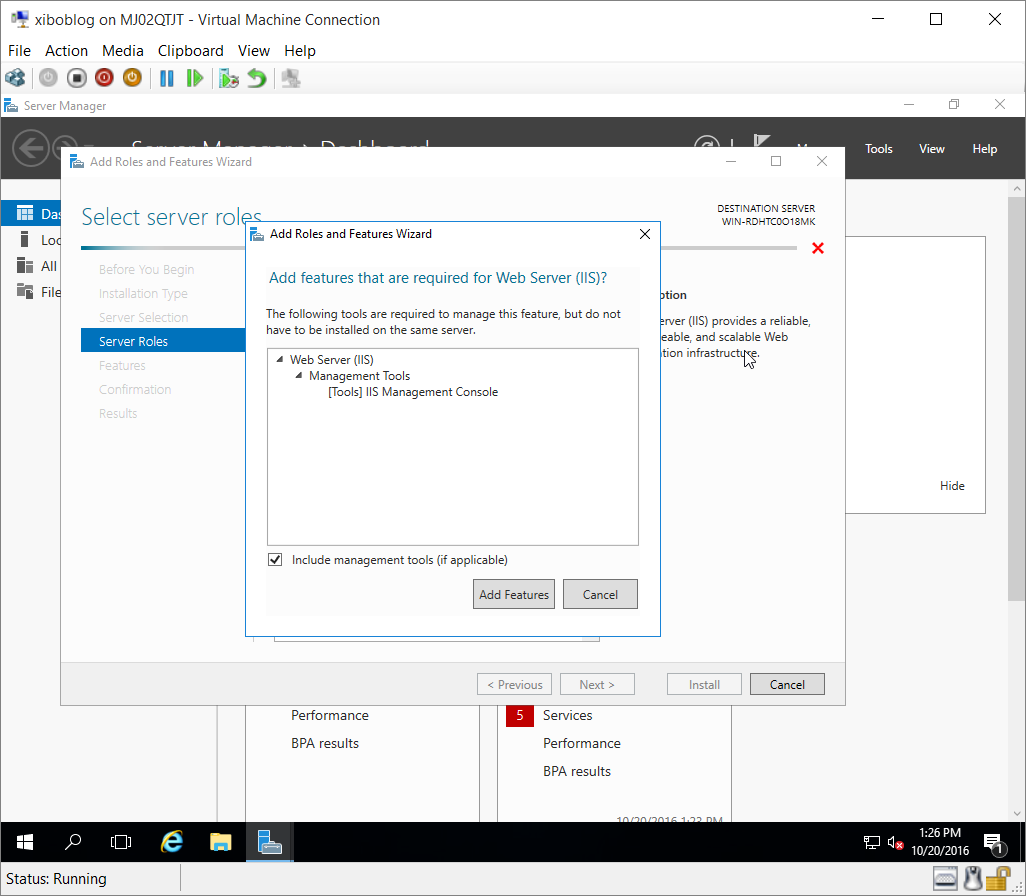 xiboblog on MJ02QTJT - Virtual Machine Connection
File Action Media Clipboard View Help
Server Manager
Server Manager Dashboard
Tools View Help
Add Roles and Features Wizard
Select server roles
DESTINATION SERVER
WIN-RDHTC0O18MK
Before You Begin
Installation Type
Server Selection
Server Roles
Features
Confirmation
Results
Das
Loc
All
File
Add Roles and Features Wizard
Add features that are required for Web Server (IIS)?
The following tools are required to manage this feature, but do not
have to be installed on the same server.
Web Server (IIS)
Management Tools
[Tools] IIS Management Console
Include management tools (if applicable)
Add Features Cancel
ption
erver (IIS) provides a reliable,
eable, and scalable Web
tion infrastructure.
Hide
< Previous Next > Install Cancel
Performance
BPA results
5 Services
Performance
BPA results
10/20/2016 1:23 PM
1:26 PM
10/20/2016
1
Status: Running